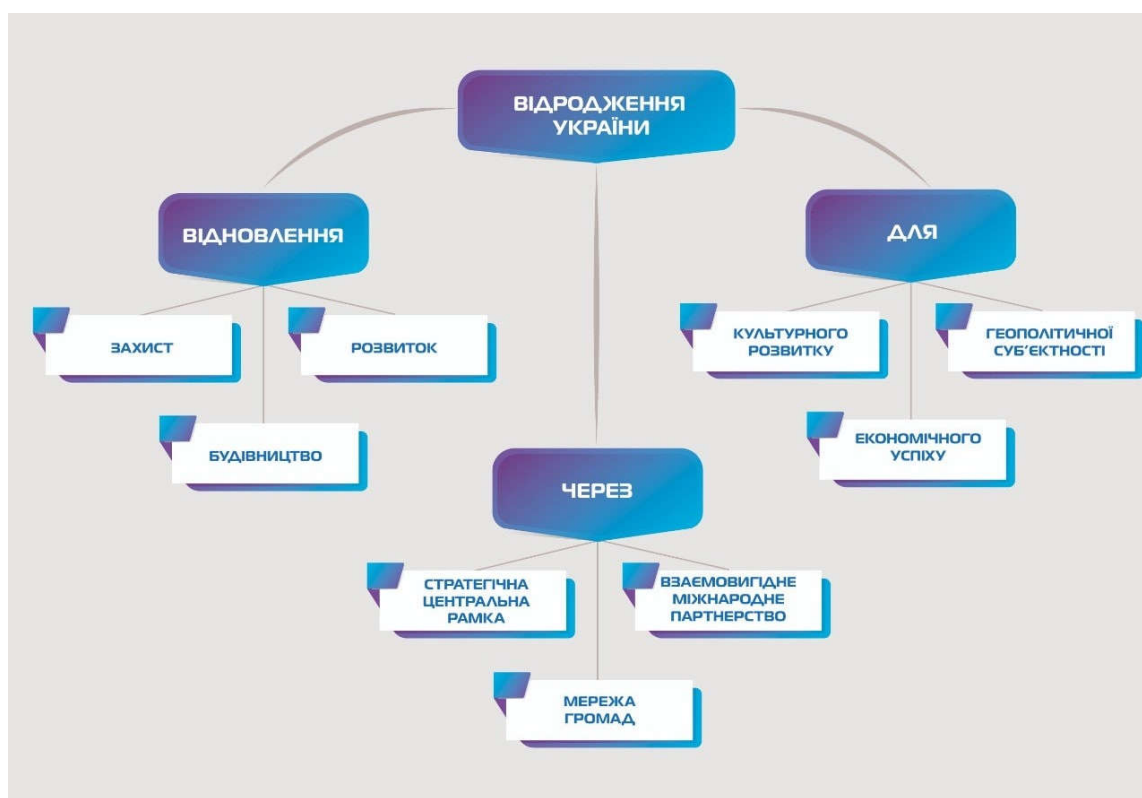 ВІДРОДЖЕННЯ
УКРАЇНИ
ВІДНОВЛЕННЯ
ЗАХИСТ
РОЗВИТОК
БУДІВНИЦТВО
ЧЕРЕЗ
СТРАТЕГІЧНА
ЦЕНТРАЛЬНА
РАМКА
ВЗАЄМОВИГІДНЕ
МІЖНАРОДНЕ
ПАРТНЕРСТВО
МЕРЕЖА
ГРОМАД
ДЛЯ
КУЛЬТУРНОГО
РОЗВИТКУ
ГЕОПОЛІТИЧНОЇ
СУБ’ЄКТНОСТІ
ЕКОНОМІЧНОГО
УСПІХУ